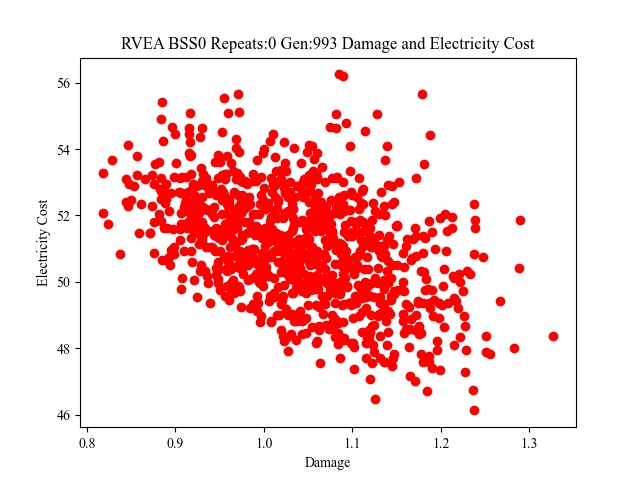 RVEA BSS0 Repeats:0 Gen:993 Damage and Electricity Cost
56
54
52
50
48
46
Electricity Cost
0.8 0.9 1.0 1.1 1.2 1.3
Damage